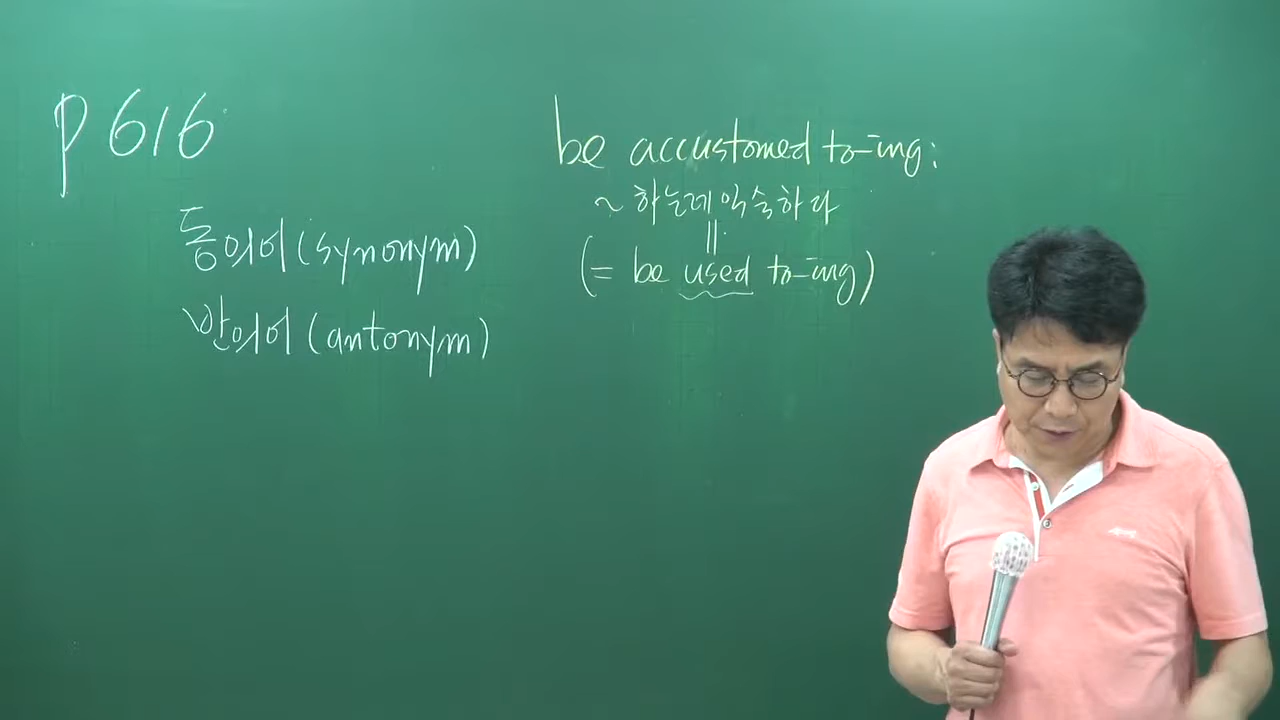 p 616
동의어 (synonym)
반의어 (antonym)
be accustomed to-ing:
~ 하는데 익숙하다
=
(= be used to-ing)